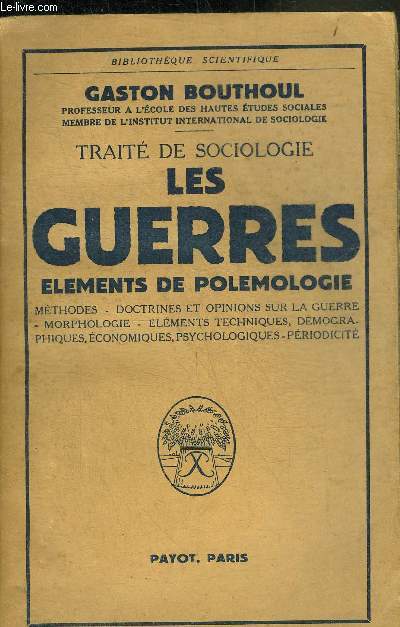 Le-livre.com
BIBLIOTHÈQUE SCIENTIFIQUE
GASTON BOUTHOUL
PROFESSEUR A L'ÉCOLE DES HAUTES ÉTUDES SOCIALES
MEMBRE DE L'INSTITUT INTERNATIONAL DE SOCIOLOGIE
TRAITÉ DE SOCIOLOGIE
LES
GUERRES
ELEMENTS DE POLEMOLOGIE
MÉTHODES - DOCTRINES ET OPINIONS SUR LA GUERRE
- MORPHOLOGIE - ÉLÉMENTS TECHNIQUES, DÉMOGRA-
PHIQUES, ÉCONOMIQUES, PSYCHOLOGIQUES - PÉRIODICITÉ
PAYOT, PARIS